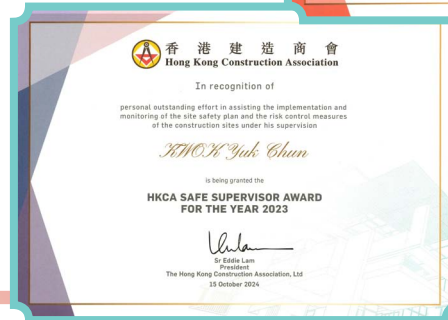 香港建造商會
Hong Kong Construction Association
In recognition of
personal outstanding effort in assisting the implementation and
monitoring of the site safety plan and the risk control measures
of the construction sites under his supervision
KWOK Yuk Chun
is being granted the
HKCA SAFE SUPERVISOR AWARD
FOR THE YEAR 2023
Sr Eddie Lam
President
The Hong Kong Construction Association, Ltd
15 October 2024